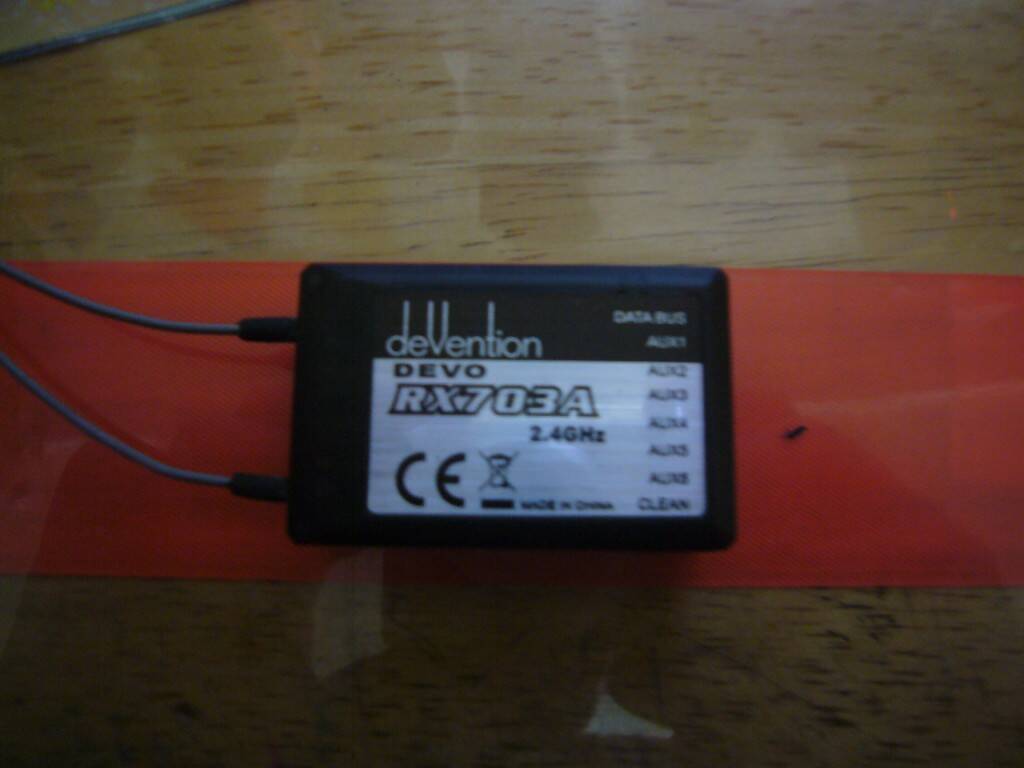 deVention
DATA BUS
AUX1
DEVO
AUX2
RX703A
AUX3
2.4GHz
AUX4
AUX5
CE
AUX6
MADE IN CHINA
CLEAN